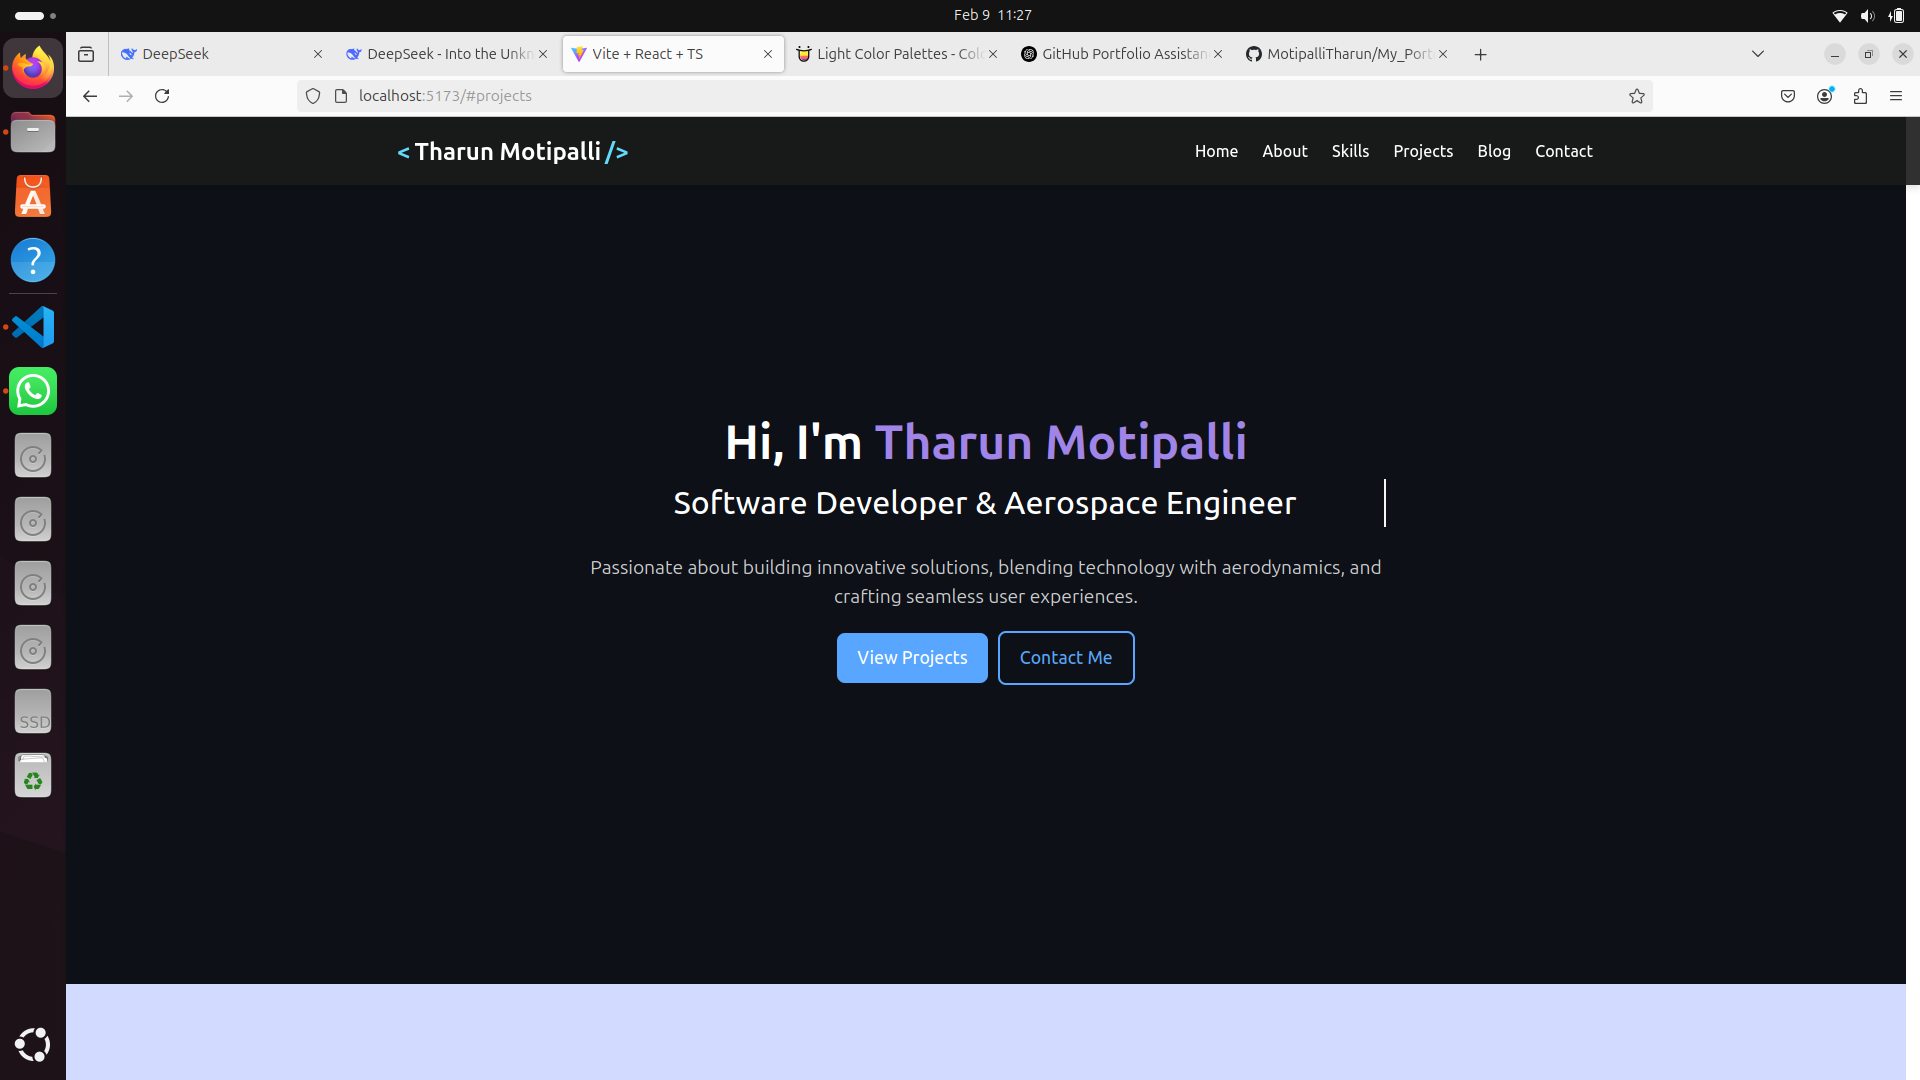 Feb 9 11:27
DeepSeek
DeepSeek - Into the Unkn
Vite + React + TS
Light Color Palettes - Colo
GitHub Portfolio Assistan
MotipalliTharun/My_Port
localhost:5173/#projects
< Tharun Motipalli />
Home About Skills Projects Blog Contact
Hi, I'm Tharun Motipalli
Software Developer & Aerospace Engineer
Passionate about building innovative solutions, blending technology with aerodynamics, and
crafting seamless user experiences.
View Projects
Contact Me
SSD